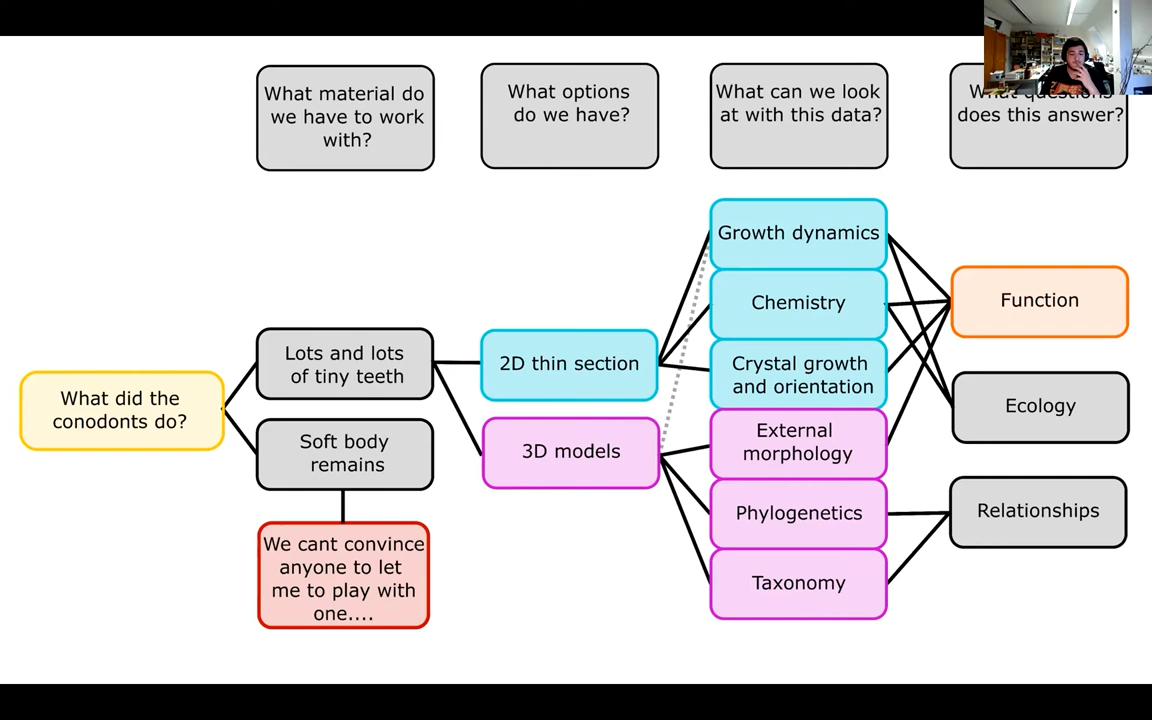 What material do
we have to work
with?
What options
do we have?
What can we look
at with this data?
What questions
does this answer?
What did the
conodonts do?
Lots and lots
of tiny teeth
Soft body
remains
We cant convince
anyone to let
me to play with
one....
2D thin section
3D models
Growth dynamics
Chemistry
Crystal growth
and orientation
External
morphology
Phylogenetics
Taxonomy
Function
Ecology
Relationships